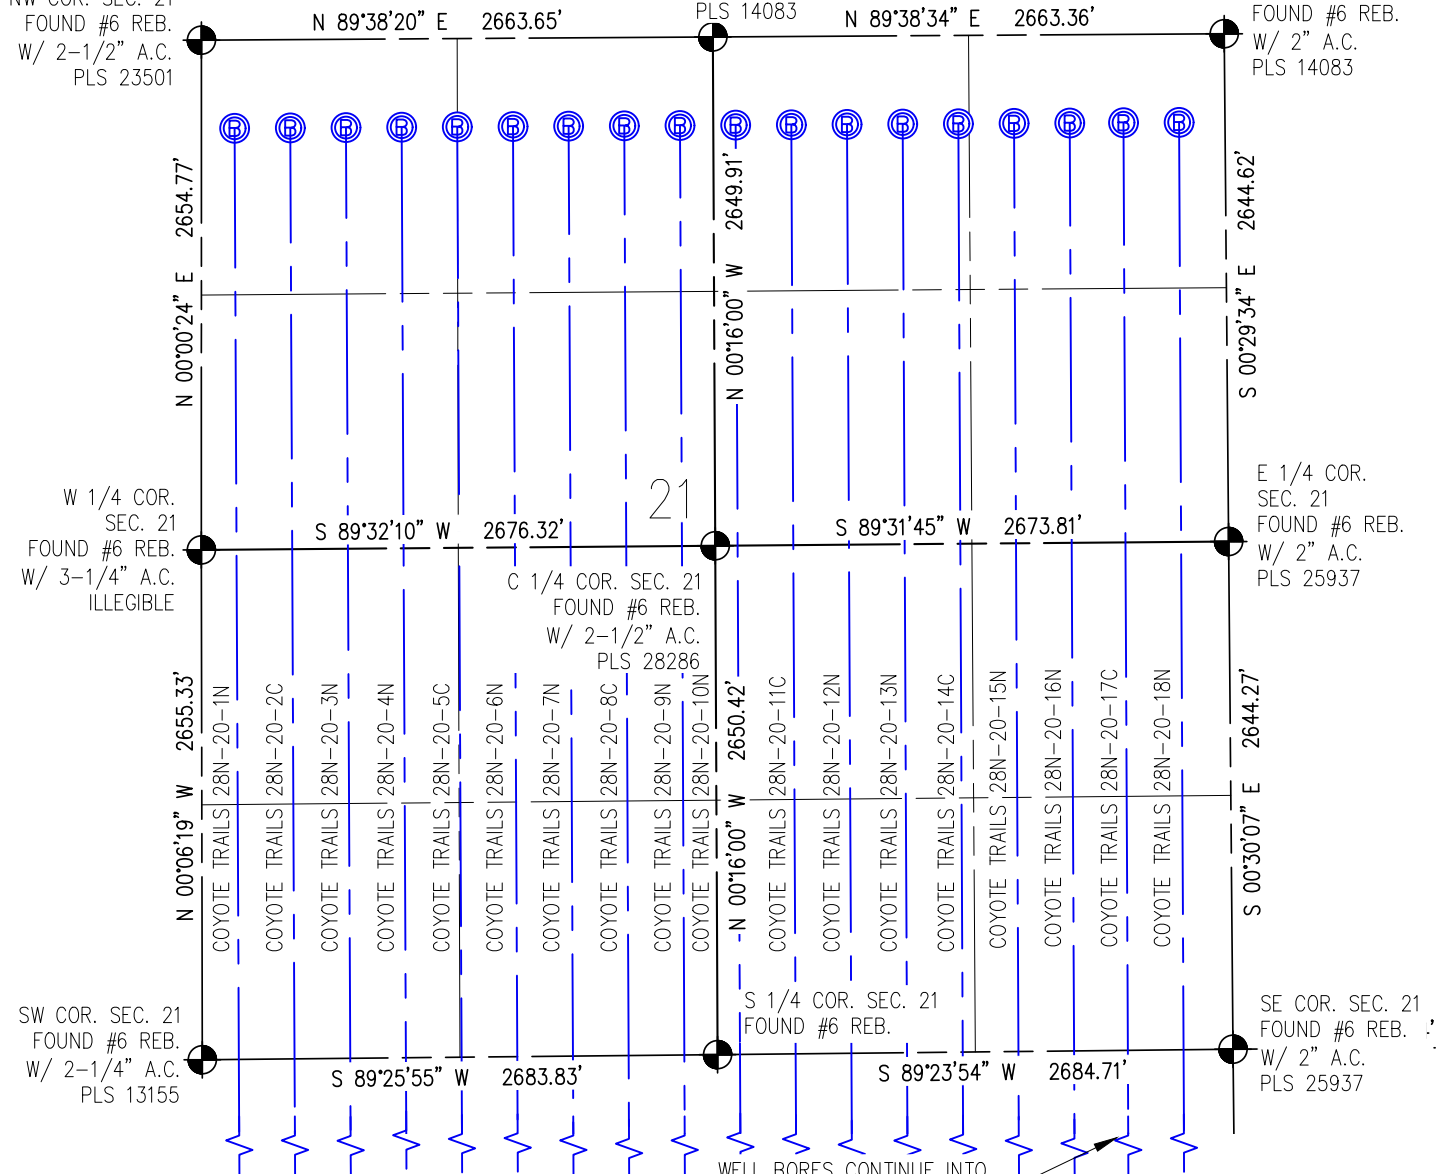 NW COR. SEC. 21
FOUND #6 REB.
W/ 2-1/2" A.C.
PLS 23501
N 89°38'20" E 2663.65'
PLS 14083
N 89°38'34" E 2663.36'
FOUND #6 REB.
W/ 2" A.C.
PLS 14083
B B B B B B B B B B B B B B B B B B
N 00°00'24" E 2654.77'
N 00°16'00" W 2649.91'
S 00°29'34" E 2644.62'
21
W 1/4 COR.
SEC. 21
FOUND #6 REB.
W/ 3-1/4" A.C.
ILLEGIBLE
S 89°32'10" W 2676.32'
S 89°31'45" W 2673.81'
E 1/4 COR.
SEC. 21
FOUND #6 REB.
W/ 2" A.C.
PLS 25937
C 1/4 COR. SEC. 21
FOUND #6 REB.
W/ 2-1/2" A.C.
PLS 28286
N 00°06'19" W 2655.33'
COYOTE TRAILS 28N-20-1N
COYOTE TRAILS 28N-20-2C
COYOTE TRAILS 28N-20-3N
COYOTE TRAILS 28N-20-4N
COYOTE TRAILS 28N-20-5C
COYOTE TRAILS 28N-20-6N
COYOTE TRAILS 28N-20-7N
COYOTE TRAILS 28N-20-8C
COYOTE TRAILS 28N-20-9N
COYOTE TRAILS 28N-20-10N
N 00°16'00" W 2650.42'
COYOTE TRAILS 28N-20-11C
COYOTE TRAILS 28N-20-12N
COYOTE TRAILS 28N-20-13N
COYOTE TRAILS 28N-20-14C
COYOTE TRAILS 28N-20-15N
COYOTE TRAILS 28N-20-16N
COYOTE TRAILS 28N-20-17C
COYOTE TRAILS 28N-20-18N
S 00°30'07" E 2644.27'
SW COR. SEC. 21
FOUND #6 REB.
W/ 2-1/4" A.C.
PLS 13155
S 89°25'55" W 2683.83'
S 1/4 COR. SEC. 21
FOUND #6 REB.
S 89°23'54" W 2684.71'
SE COR. SEC. 21
FOUND #6 REB.
W/ 2" A.C.
PLS 25937
WELL BORES CONTINUE INTO